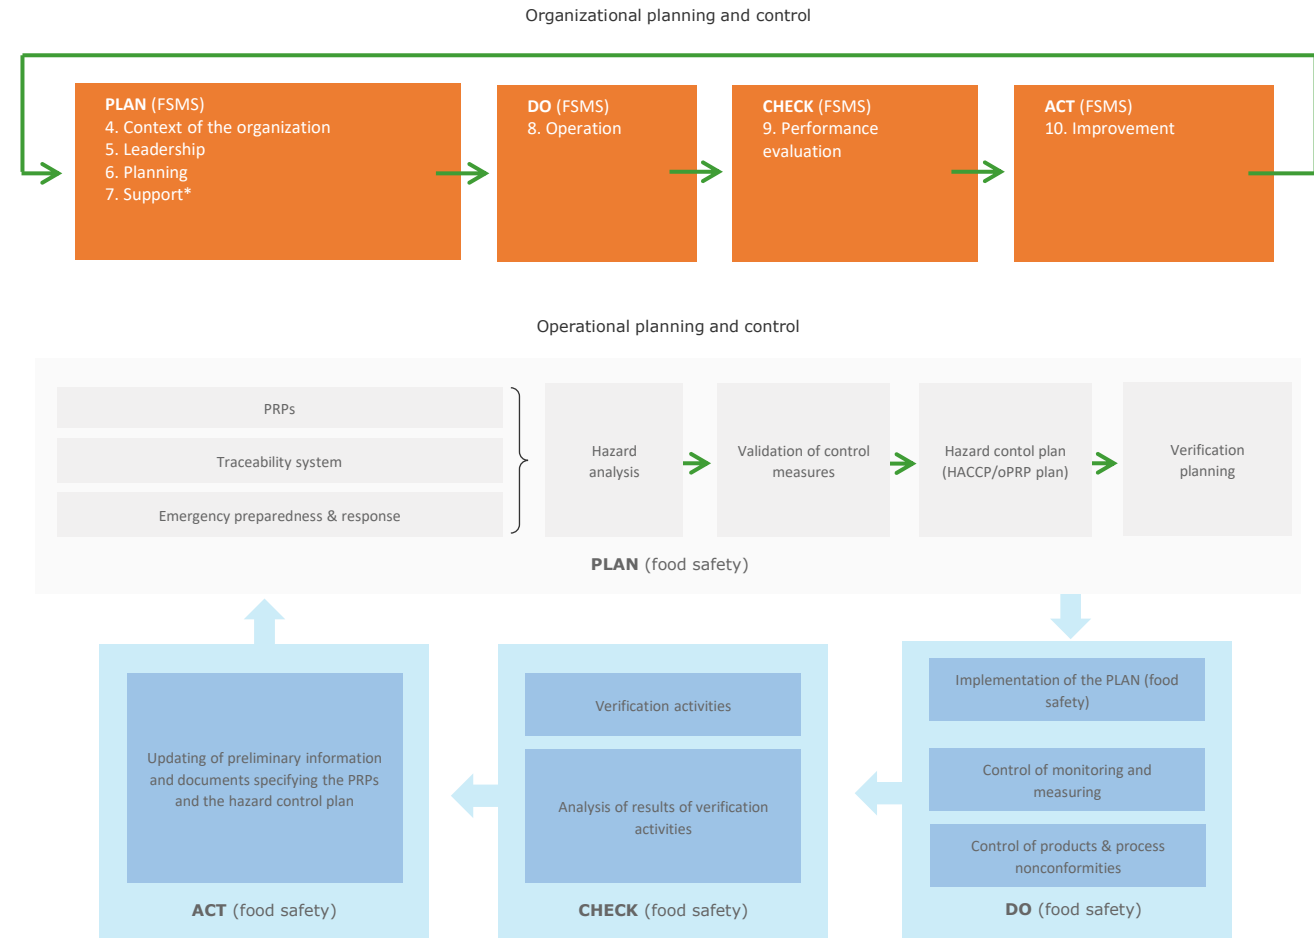 Organizational planning and control
PLAN (FSMS)
4. Context of the organization
5. Leadership
6. Planning
7. Support*
DO (FSMS)
8. Operation
CHECK (FSMS)
9. Performance
evaluation
ACT (FSMS)
10. Improvement
Operational planning and control
PRPs
Traceability system
Emergency preparedness & response
Hazard
analysis
Validation of control
measures
Hazard contol plan
(HACCP/oPRP plan)
Verification
planning
PLAN (food safety)
Updating of preliminary information
and documents specifying the PRPs
and the hazard control plan
ACT (food safety)
Verification activities
Analysis of results of verification
activities
CHECK (food safety)
Implementation of the PLAN (food
safety)
Control of monitoring and
measuring
Control of products & process
nonconformities
DO (food safety)